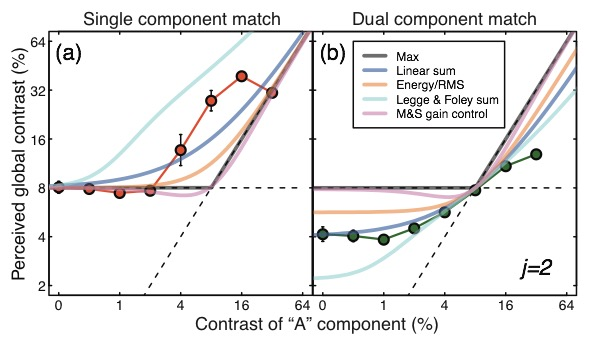 Single component match
Dual component match
(a)
(b)
Perceived global contrast (%)
64
32
16
8
4
2
Max
Linear sum
Energy/RMS
Legge & Foley sum
M&S gain control
j=2
0 1 4 16 64
0 1 4 16 64
Contrast of “A” component (%)